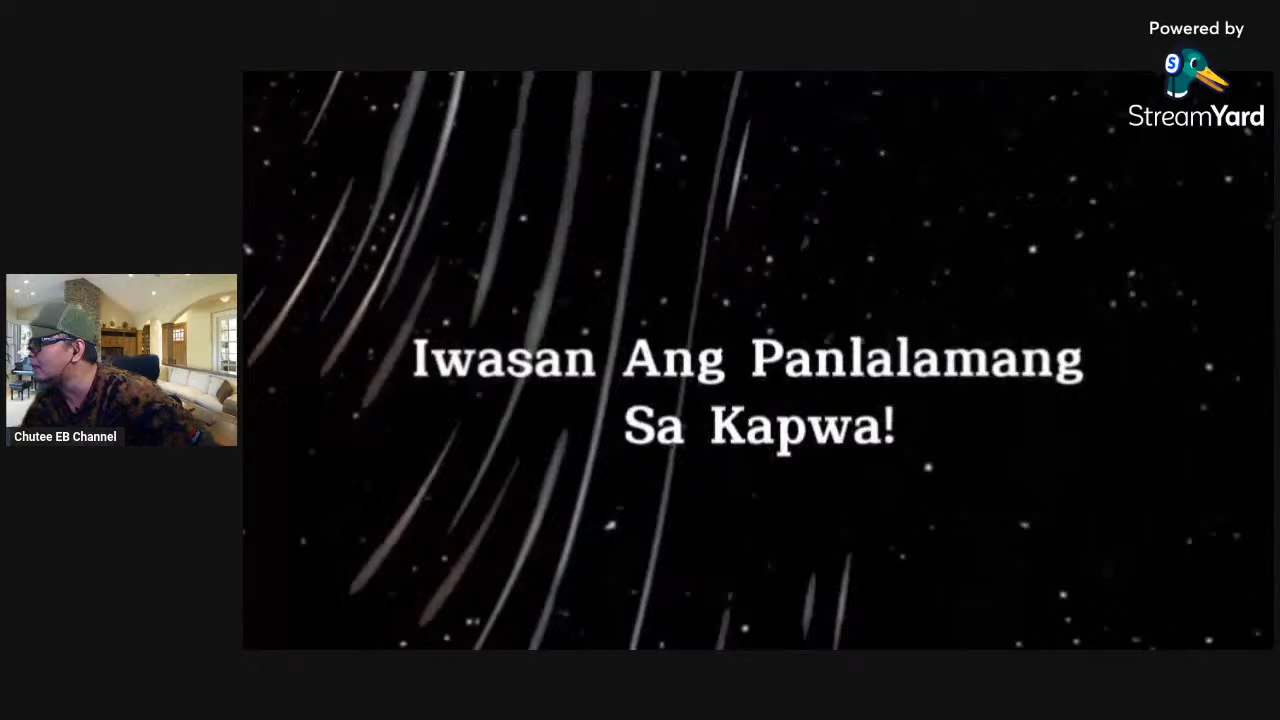 Powered by
StreamYard
Iwasan Ang Panlalamang
Sa Kapwa!
Chutee EB Channel